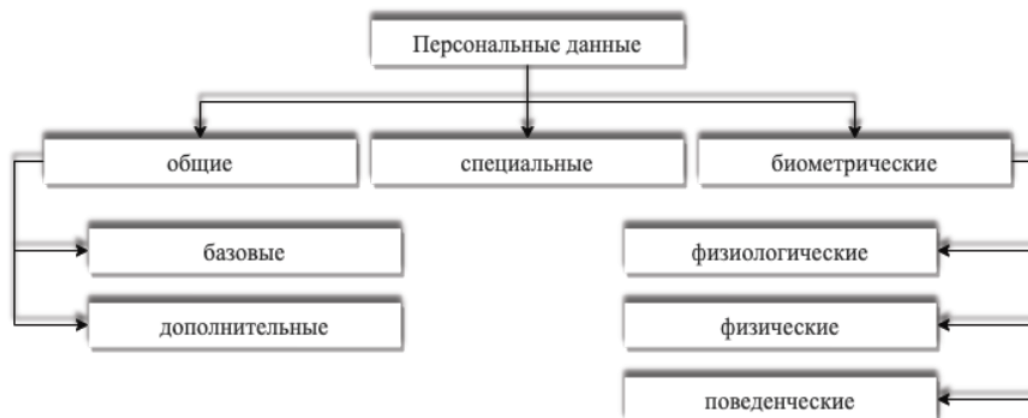 Персональные данные
общие
специальные
биометрические
базовые
физиологические
дополнительные
физические
поведенческие